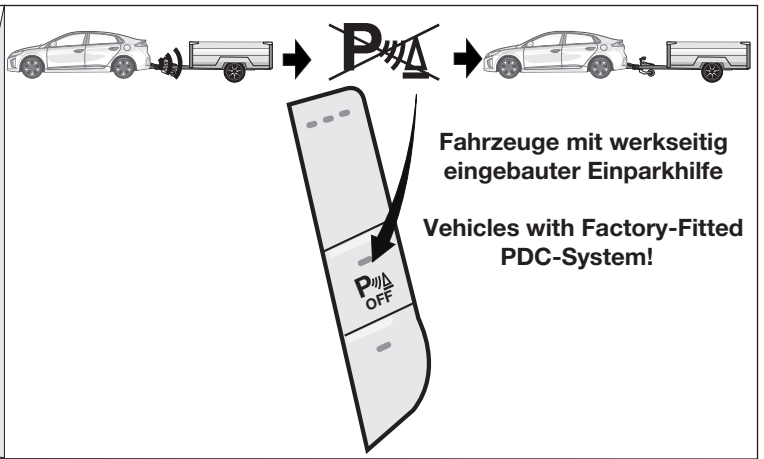 P
Fahrzeuge mit werkseitig
eingebauter Einparkhilfe
Vehicles with Factory-Fitted
PDC-System!
P
OFF